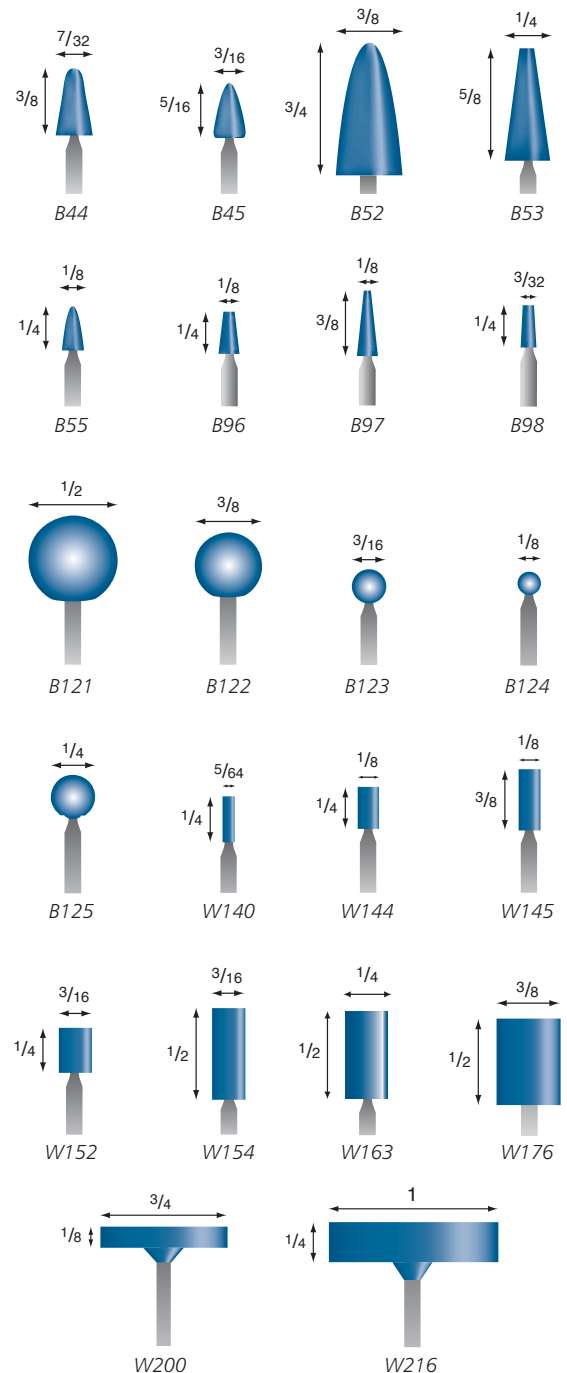 7/32 3/16 3/8 1/4
3/8 5/16 3/4 5/8
B44 B45 B52 B53
1/8 1/8 1/8 3/32
1/4 1/4 3/8 1/4
B55 B96 B97 B98
1/2 3/8 3/16 1/8
B121 B122 B123 B124
1/4 5/64 1/8 1/8
1/4 1/4 3/8
B125 W140 W144 W145
3/16 3/16 1/4 3/8
1/4 1/2 1/2 1/2
W152 W154 W163 W176
3/4 1
1/8 1/4
W200 W216